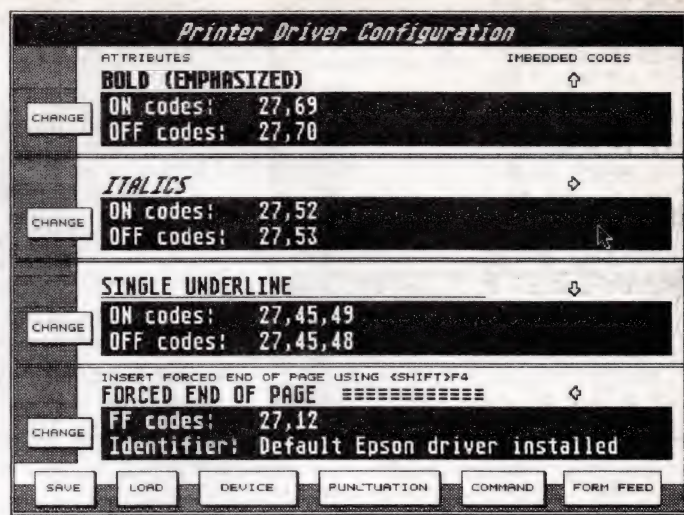 Printer Driver Configuration
ATTRIBUTES IMBEDDED CODES
BOLD (EMPHASIZED) ⇧
CHANGE
ON codes: 27,69
OFF codes: 27,70
ITALICS ⇨
CHANGE
ON codes: 27,52
OFF codes: 27,53
SINGLE UNDERLINE ⇩
CHANGE
ON codes: 27,45,49
OFF codes: 27,45,48
INSERT FORCED END OF PAGE USING <SHIFT>F4
FORCED END OF PAGE ============ ⇦
CHANGE
FF codes: 27,12
Identifier: Default Epson driver installed
SAVE LOAD DEVICE PUNCTUATION COMMAND FORM FEED